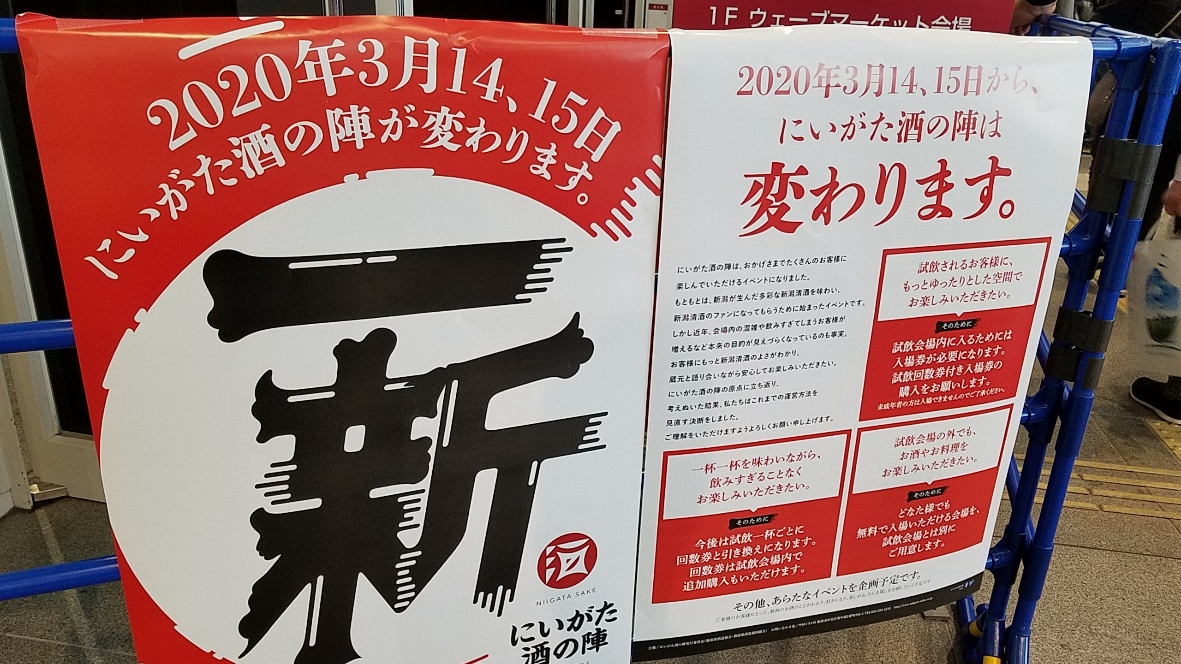 1F ウェーブマーケット会場
2020年3月14、15日
にいがた酒の陣が変わります。
新
NIIGATA SAKE
にいがた
酒の陣
2020年3月14、15日から、
にいがた酒の陣は
変わります。
にいがた酒の陣は、おかげさまでたくさんのお客様に
楽しんでいただけるイベントになりました。
もともとは、新潟が生んだ多彩な新潟清酒を味わい、
新潟清酒のファンになってもらうために始まったイベントです。
しかし近年、会場内の混雑や飲みすぎてしまうお客様が
増えるなど本来の目的が見えづらくなっているのも事実。
お客様にもっと新潟清酒のよさがわかり、
蔵元と語り合いながら安心してお楽しみいただきたい。
にいがた酒の陣の原点に立ち返り、
考えぬいた結果、私たちはこれまでの運営方法を
見直す決断をしました。
ご理解をいただけますようよろしくお願い申し上げます。
試飲されるお客様に、
もっとゆったりとした空間で
お楽しみいただきたい。
そのために
試飲会場内に入るためには
入場券が必要になります。
試飲回数券付き入場券の
購入をお願いします。
未成年者の方は入場できませんのでご了承ください。
一杯一杯を味わいながら、
飲みすぎることなく
お楽しみいただきたい。
そのために
今後は試飲一杯ごとに
回数券と引き換えになります。
回数券は試飲会場内で
追加購入もいただけます。
試飲会場の外でも、
お酒やお料理を
お楽しみいただきたい。
そのために
どなた様でも
無料で入場いただける会場を、
試飲会場とは別に
ご用意します。
その他、あらたなイベントを企画予定です。